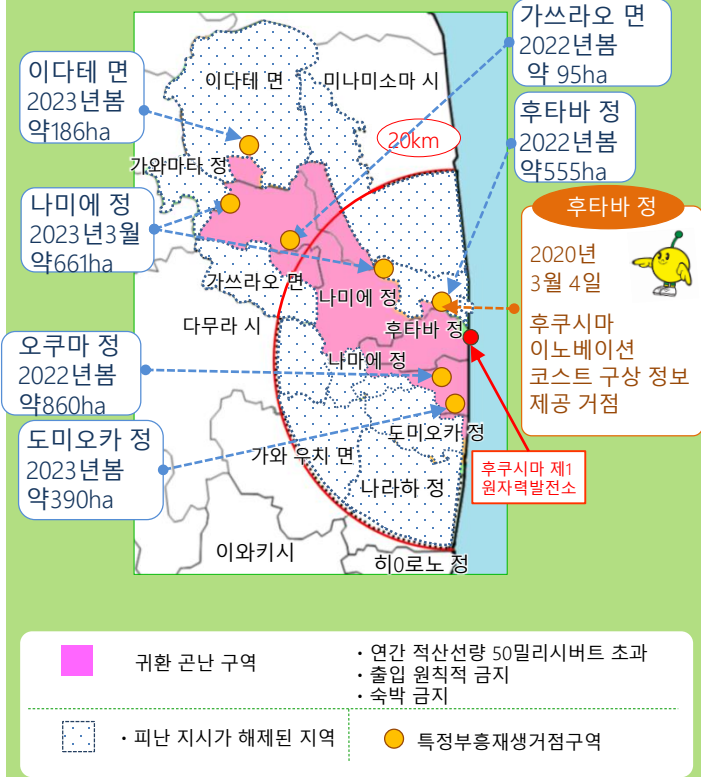 가쓰라오 면
2022년봄
약 95ha
이다테 면
2023년봄
약186ha
후타바 정
2022년봄
약555ha
나미에 정
2023년3월
약661ha
오쿠마 정
2022년봄
약860ha
도미오카 정
2023년봄
약390ha
후타바 정
2020년
3월 4일
후쿠시마
이노베이션
코스트 구상 정보
제공 거점
이다테 면
미나미소마 시
20km
가와마타 정
가쓰라오 면
나미에 정
다무라 시
후타바 정
나마에 정
도미오카 정
가와 우치 면
나라하 정
후쿠시마 제1
원자력발전소
이와키시
히0로노 정
귀환 곤난 구역
・연간 적산선량 50밀리시버트 초과
・출입 원칙적 금지
・숙박 금지
・피난 지시가 해제된 지역
특정부흥재생거점구역